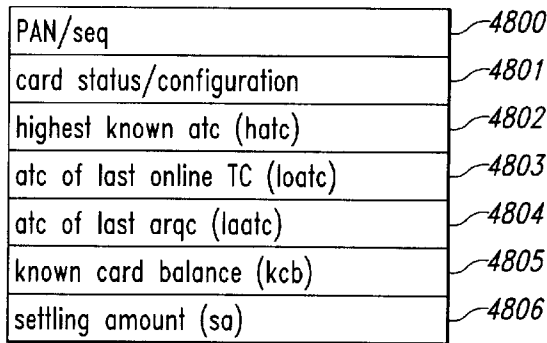 PAN/seq 4800
card status/configuration 4801
highest known atc (hatc) 4802
atc of last online TC (loatc) 4803
atc of last arqc (laatc) 4804
known card balance (kcb) 4805
settling amount (sa) 4806